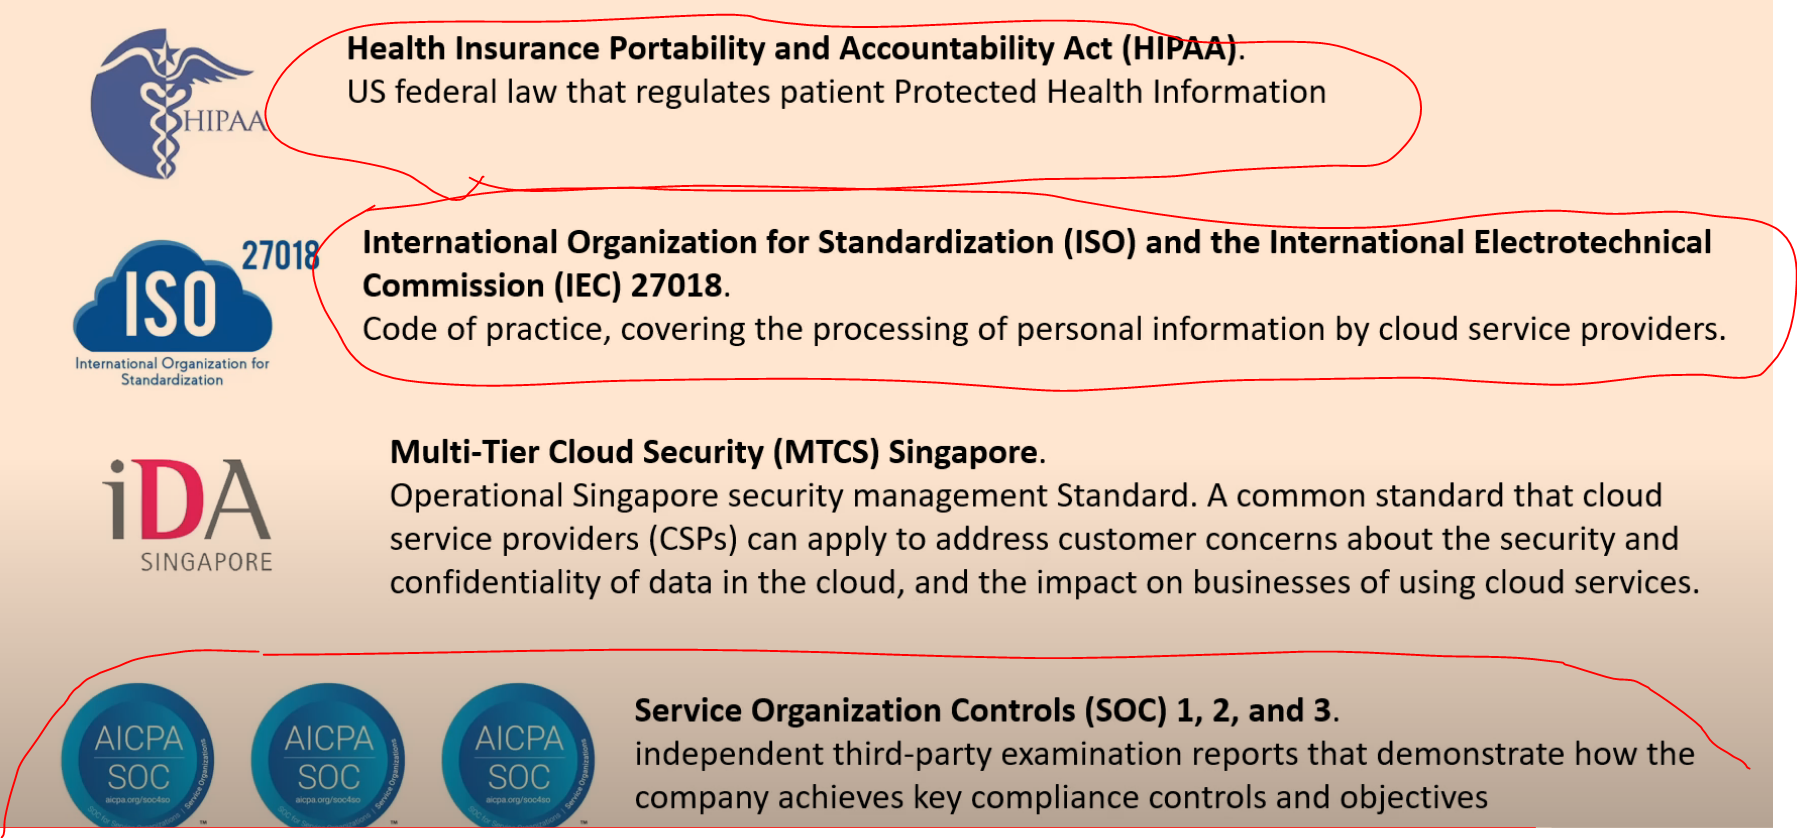 HIPAA
Health Insurance Portability and Accountability Act (HIPAA).
US federal law that regulates patient Protected Health Information
27018
ISO
International Organization for
Standardization
International Organization for Standardization (ISO) and the International Electrotechnical
Commission (IEC) 27018.
Code of practice, covering the processing of personal information by cloud service providers.
iDA
SINGAPORE
Multi-Tier Cloud Security (MTCS) Singapore.
Operational Singapore security management Standard. A common standard that cloud
service providers (CSPs) can apply to address customer concerns about the security and
confidentiality of data in the cloud, and the impact on businesses of using cloud services.
AICPA
SOC
aicpa.org/soc4so
AICPA
SOC
aicpa.org/soc4so
AICPA
SOC
aicpa.org/soc4so
Service Organization Controls (SOC) 1, 2, and 3.
independent third-party examination reports that demonstrate how the
company achieves key compliance controls and objectives